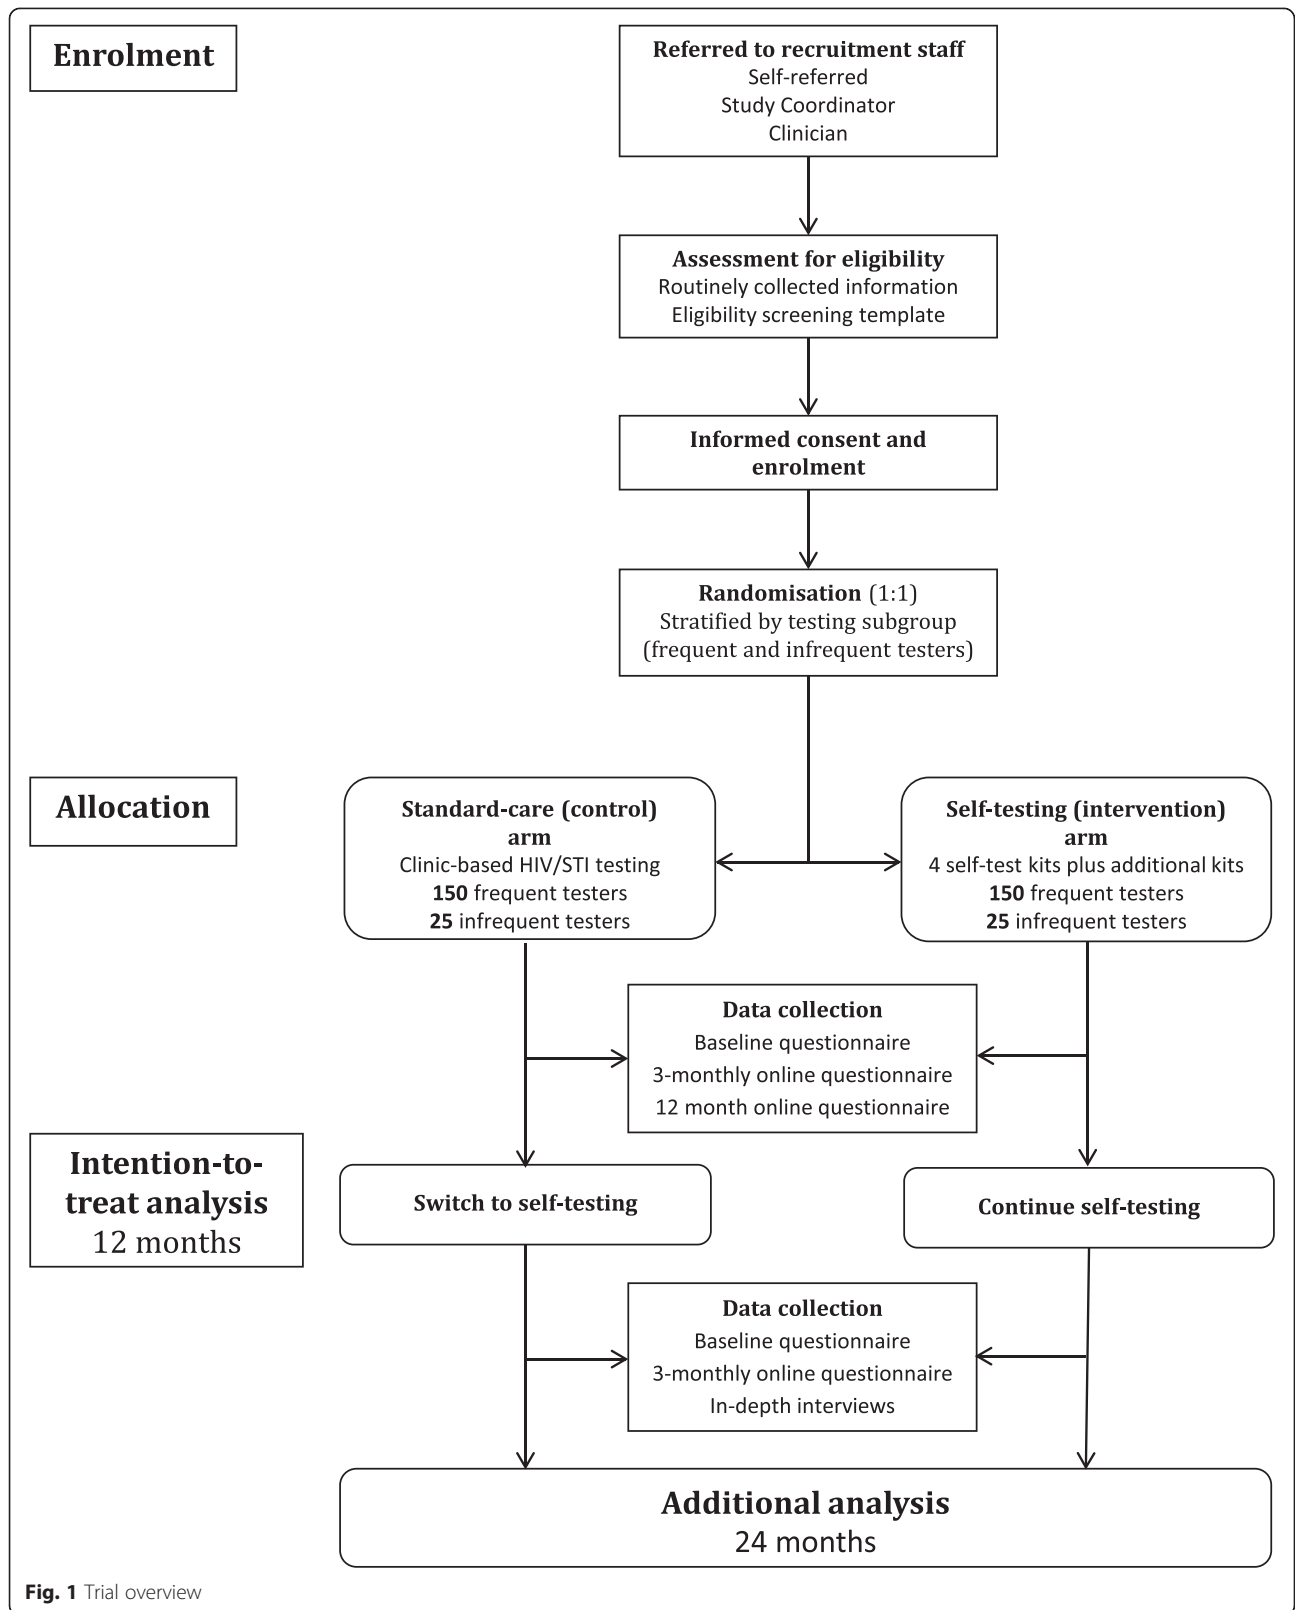 Enrolment
Referred to recruitment staff
Self-referred
Study Coordinator
Clinician
Assessment for eligibility
Routinely collected information
Eligibility screening template
Informed consent and
enrolment
Randomisation (1:1)
Stratified by testing subgroup
(frequent and infrequent testers)
Allocation
Standard-care (control)
arm
Clinic-based HIV/STI testing
150 frequent testers
25 infrequent testers
Self-testing (intervention)
arm
4 self-test kits plus additional kits
150 frequent testers
25 infrequent testers
Data collection
Baseline questionnaire
3-monthly online questionnaire
12 month online questionnaire
Intention-to-
treat analysis
12 months
Switch to self-testing
Continue self-testing
Data collection
Baseline questionnaire
3-monthly online questionnaire
In-depth interviews
Additional analysis
24 months
Fig. 1 Trial overview